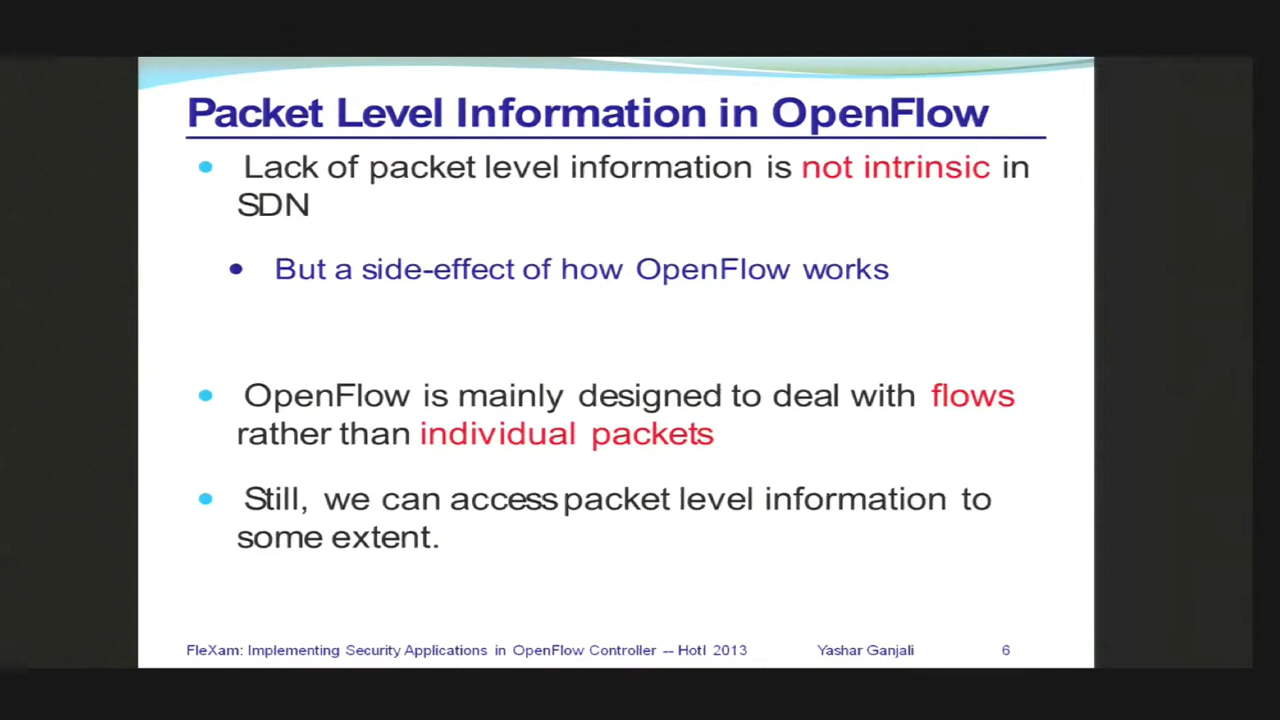 Packet Level Information in OpenFlow
Lack of packet level information is not intrinsic in
SDN
But a side-effect of how OpenFlow works
OpenFlow is mainly designed to deal with flows
rather than individual packets
Still, we can access packet level information to
some extent.
FleXam: Implementing Security Applications in OpenFlow Controller -- HotI 2013 Yashar Ganjali 6